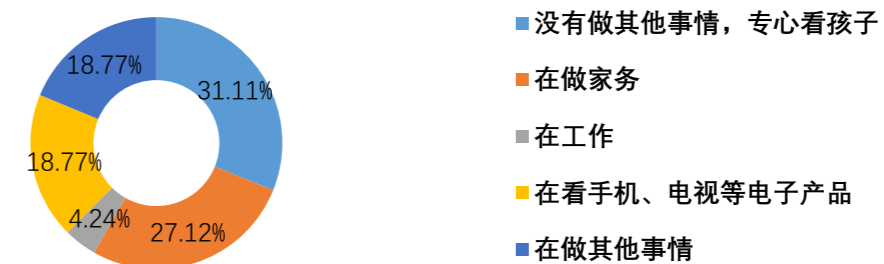 没有做其他事情，专心看孩子
18.77%
31.11%
在做家务
在工作
18.77%
在看手机、电视等电子产品
4.24%
27.12%
在做其他事情